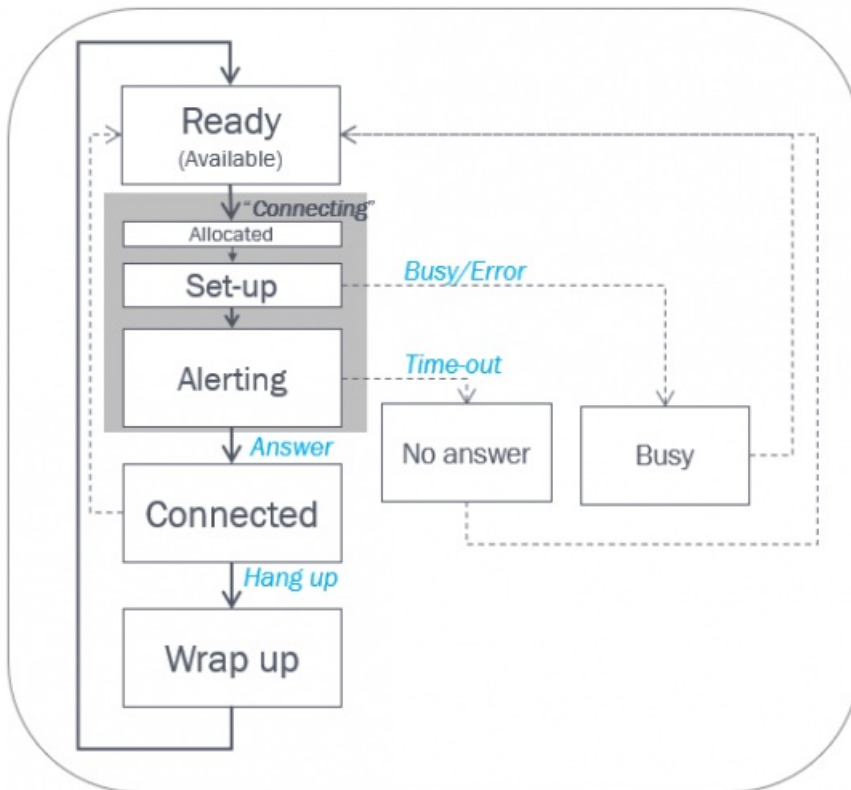 Ready
(Available)
"Connecting"
Allocated
Set-up
Busy/Error
Alerting
Time-out
Answer
No answer
Busy
Connected
Hang up
Wrap up